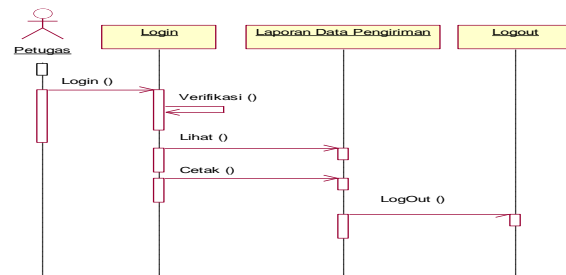 Petugas
Login
Laporan Data Pengiriman
Logout
Login ()
Verifikasi ()
Lihat ()
Cetak ()
LogOut ()